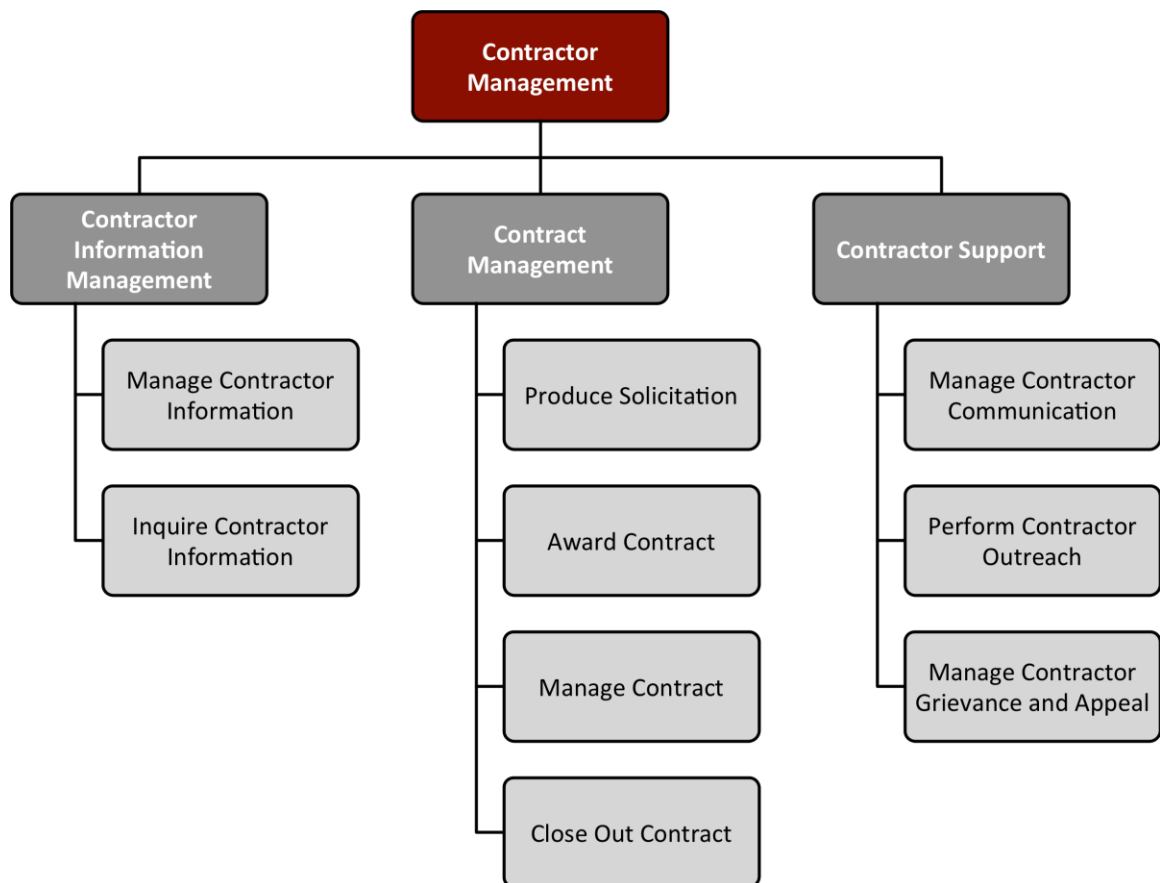 Contractor
Management
Contractor
Information
Management
Contract
Management
Contractor Support
Manage Contractor
Information
Inquire Contractor
Information
Produce Solicitation
Award Contract
Manage Contract
Close Out Contract
Manage Contractor
Communication
Perform Contractor
Outreach
Manage Contractor
Grievance and Appeal